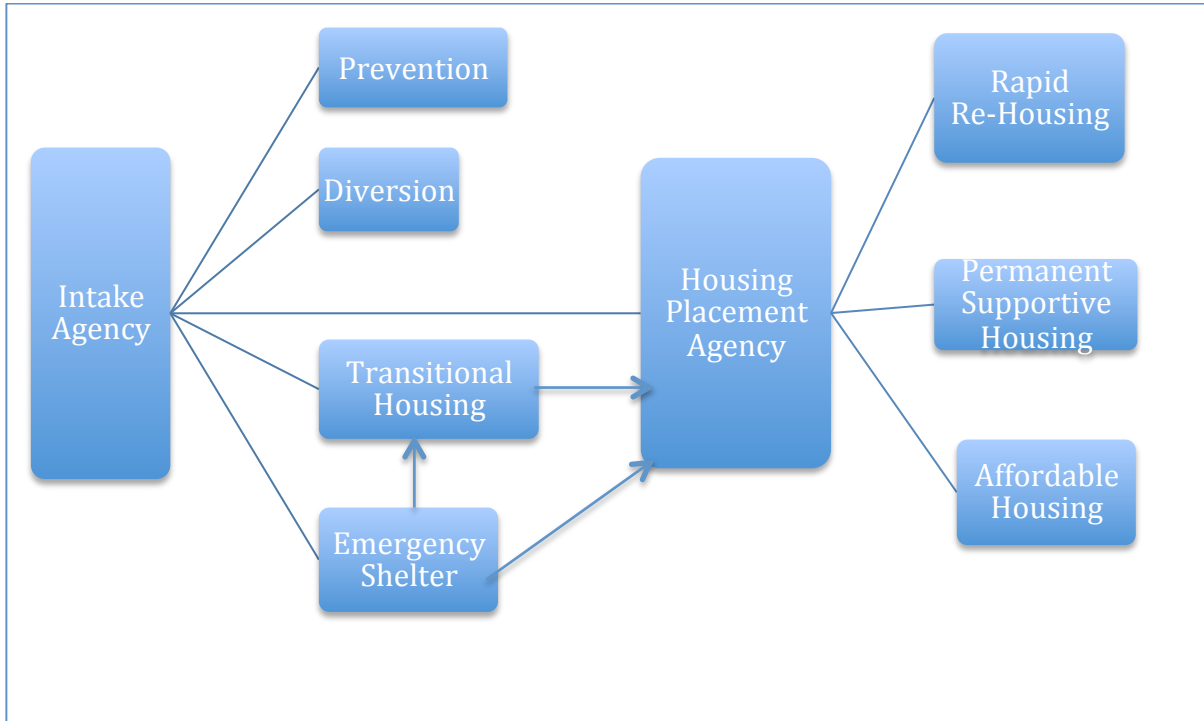 Prevention
Diversion
Intake
Agency
Transitional
Housing
Emergency
Shelter
Housing
Placement
Agency
Rapid
Re-Housing
Permanent
Supportive
Housing
Affordable
Housing